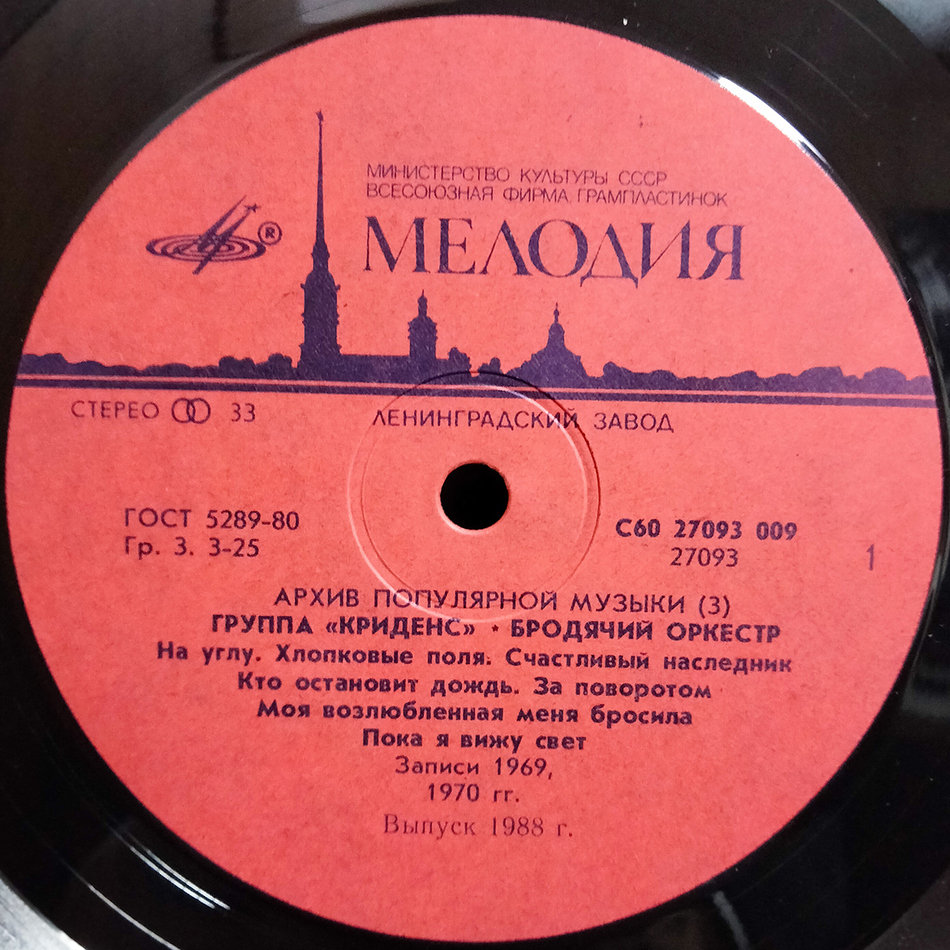 МИНИСТЕРСТВО КУЛЬТУРЫ СССР
ВСЕСОЮЗНАЯ ФИРМА ГРАМПЛАСТИНОК
®
МЕЛОДИЯ
СТЕРЕО 33
ЛЕНИНГРАДСКИЙ ЗАВОД
ГОСТ 5289-80
Гр. 3. 3-25
С60 27093 009
27093
1
АРХИВ ПОПУЛЯРНОЙ МУЗЫКИ (3)
ГРУППА «КРИДЕНС» · БРОДЯЧИЙ ОРКЕСТР
На углу. Хлопковые поля. Счастливый наследник
Кто остановит дождь. За поворотом
Моя возлюбленная меня бросила
Пока я вижу свет
Записи 1969,
1970 гг.
Выпуск 1988 г.